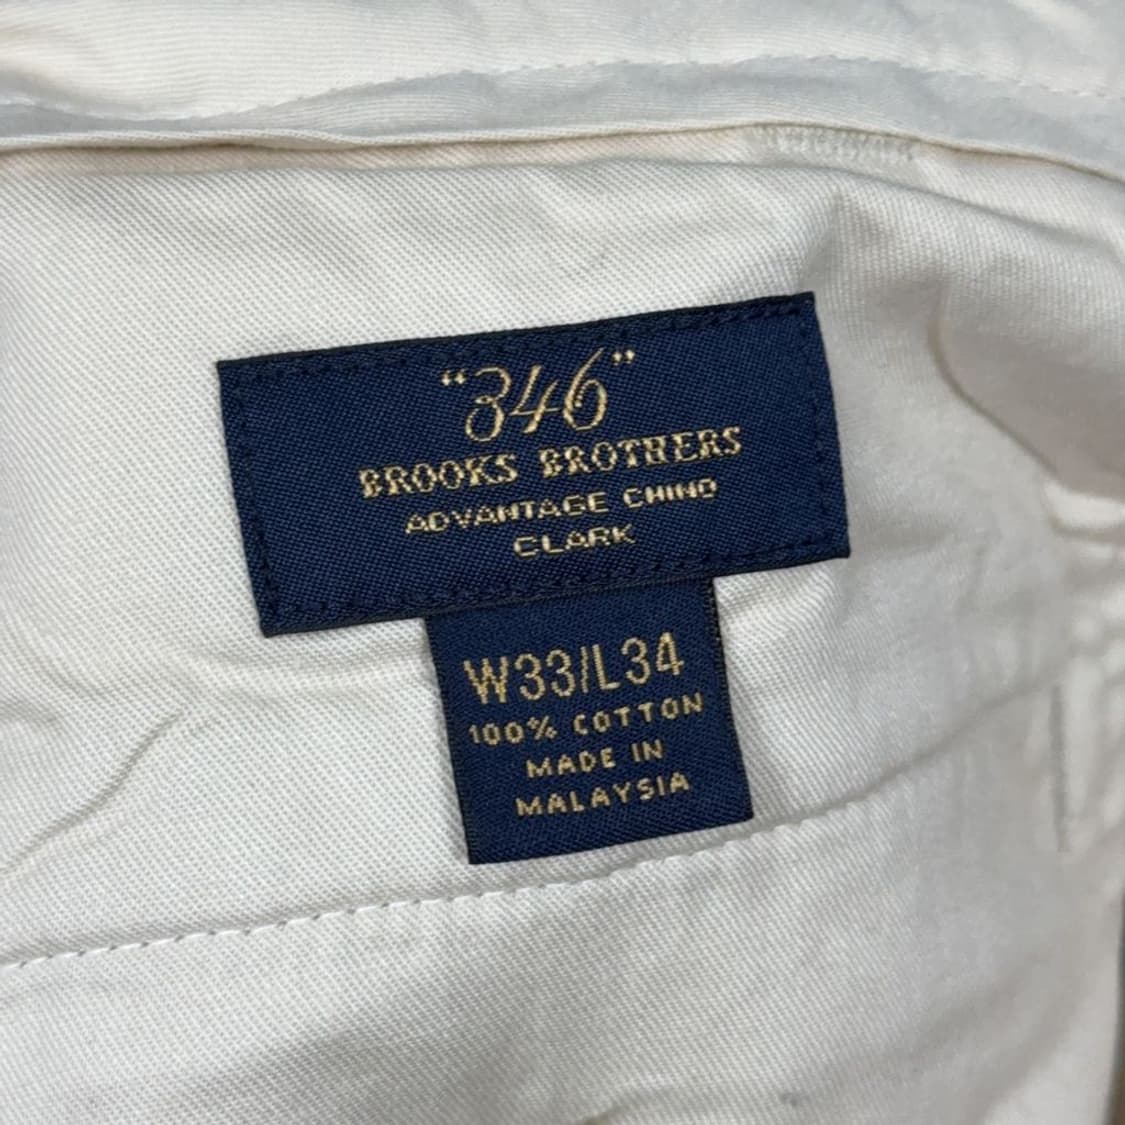 “346”
BROOKS BROTHERS
ADVANTAGE CHINO
CLARK
W33/L34
100% COTTON
MADE IN
MALAYSIA